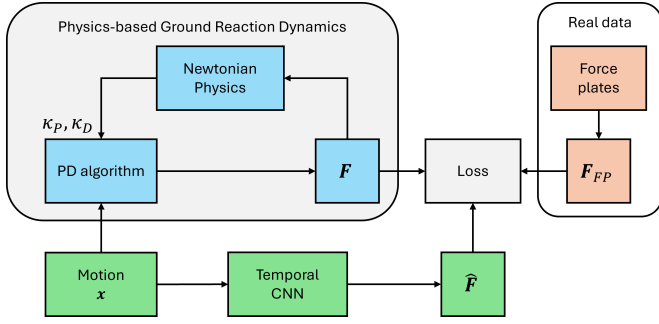 Physics-based Ground Reaction Dynamics
Real data
Newtonian
Physics
Force
plates
κ_P, κ_D
PD algorithm
F
Loss
F_FP
Motion
x
Temporal
CNN
F̂